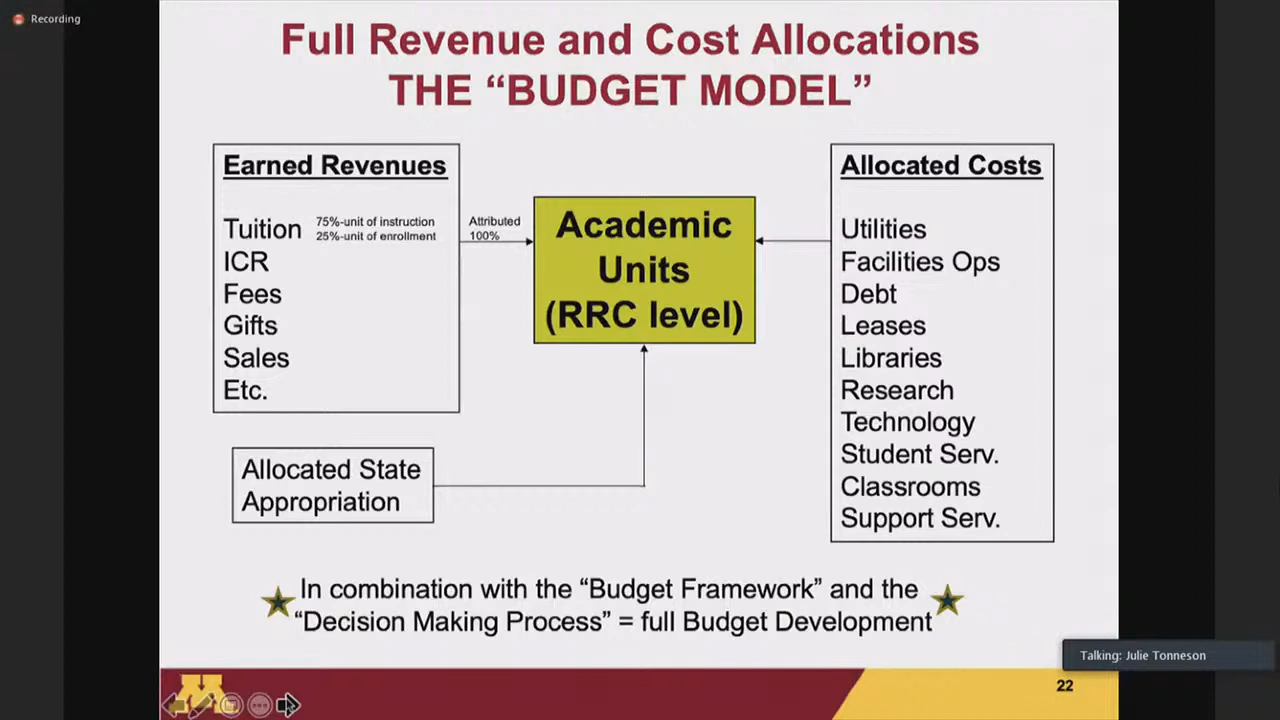 Recording
Full Revenue and Cost Allocations
THE “BUDGET MODEL”
Earned Revenues
Tuition 75%-unit of instruction
25%-unit of enrollment
ICR
Fees
Gifts
Sales
Etc.
Attributed
100%
Academic
Units
(RRC level)
Allocated Costs
Utilities
Facilities Ops
Debt
Leases
Libraries
Research
Technology
Student Serv.
Classrooms
Support Serv.
Allocated State
Appropriation
In combination with the “Budget Framework” and the
“Decision Making Process” = full Budget Development
Talking: Julie Tonneson
M
22